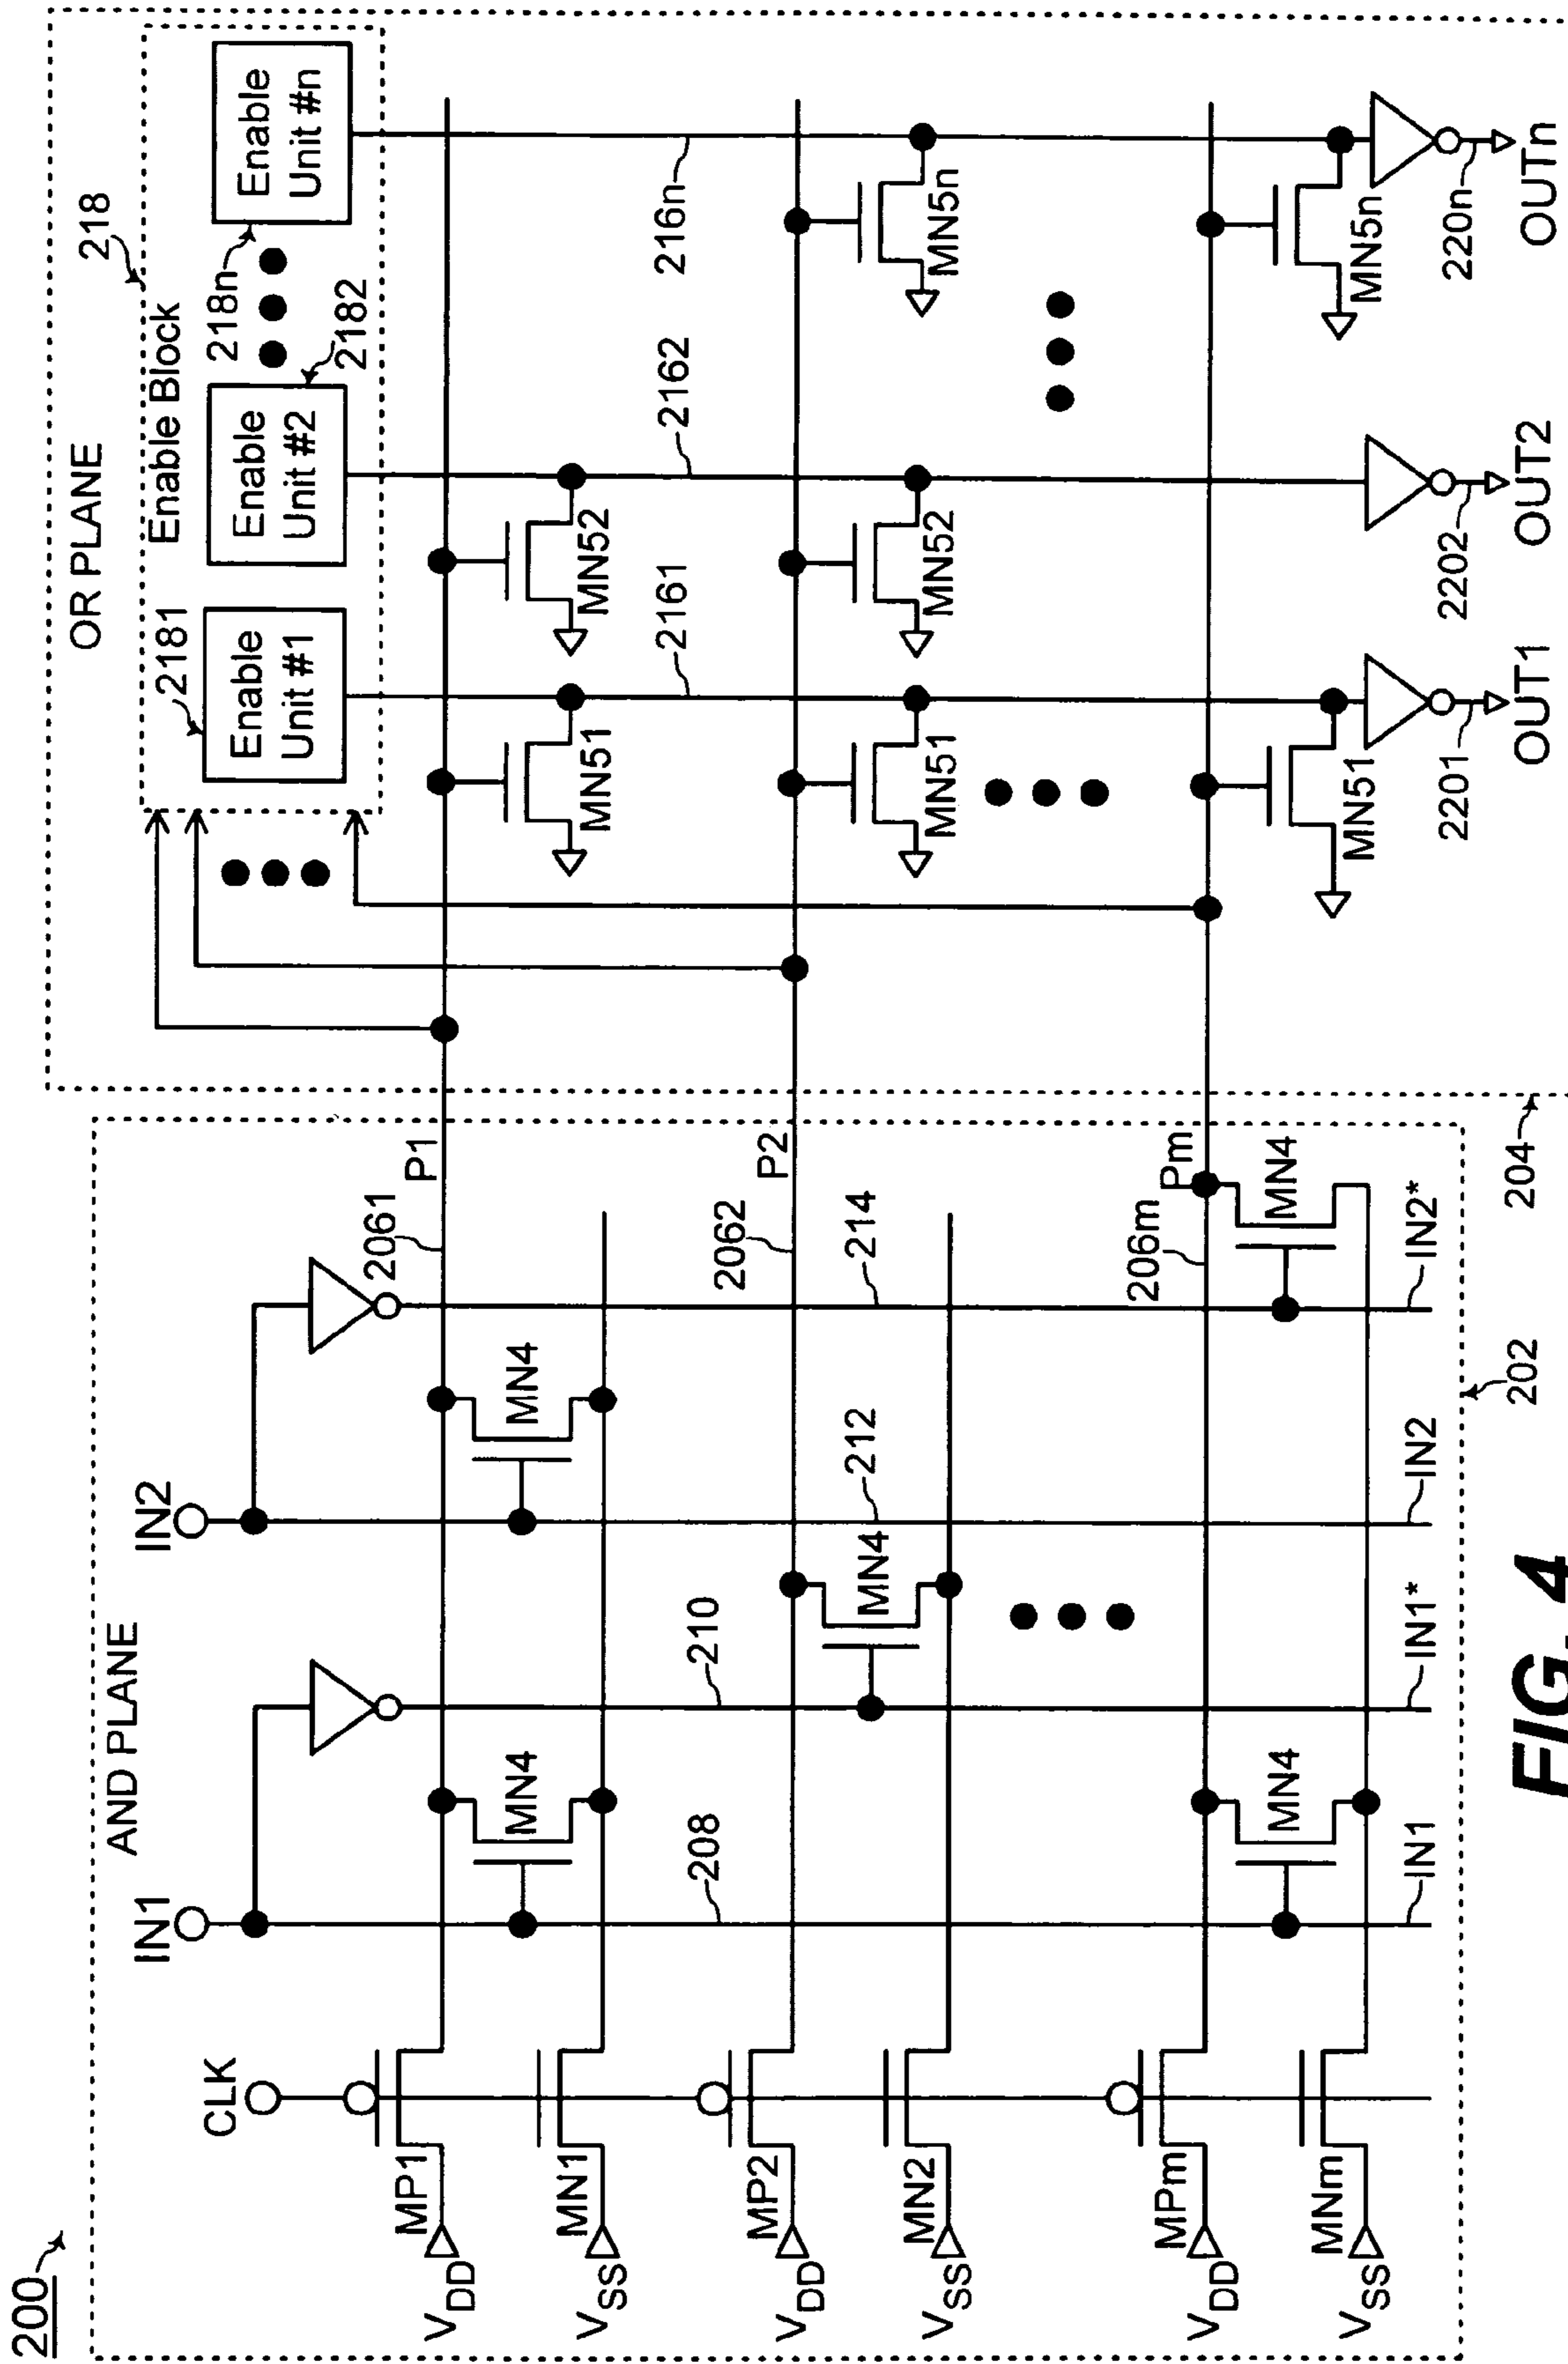 200
AND PLANE
OR PLANE
CLK
IN1
IN2
218
Enable Block
2181
Enable
Unit #1
Enable
Unit #2
2182
218n
Enable
Unit #n
VDD
MP1
2061
P1
MN4
MN4
VSS
MN1
MN51
MN52
208
210
212
214
2161
2162
216n
VDD
MP2
2062
P2
MN4
VSS
MN2
MN51
MN52
MN5n
VDD
MPm
206m
Pm
MN4
MN4
VSS
MNm
MN51
MN5n
IN1
IN1*
IN2
IN2*
2201
2202
220n
202
204
OUT1
OUT2
OUTn
FIG. 4